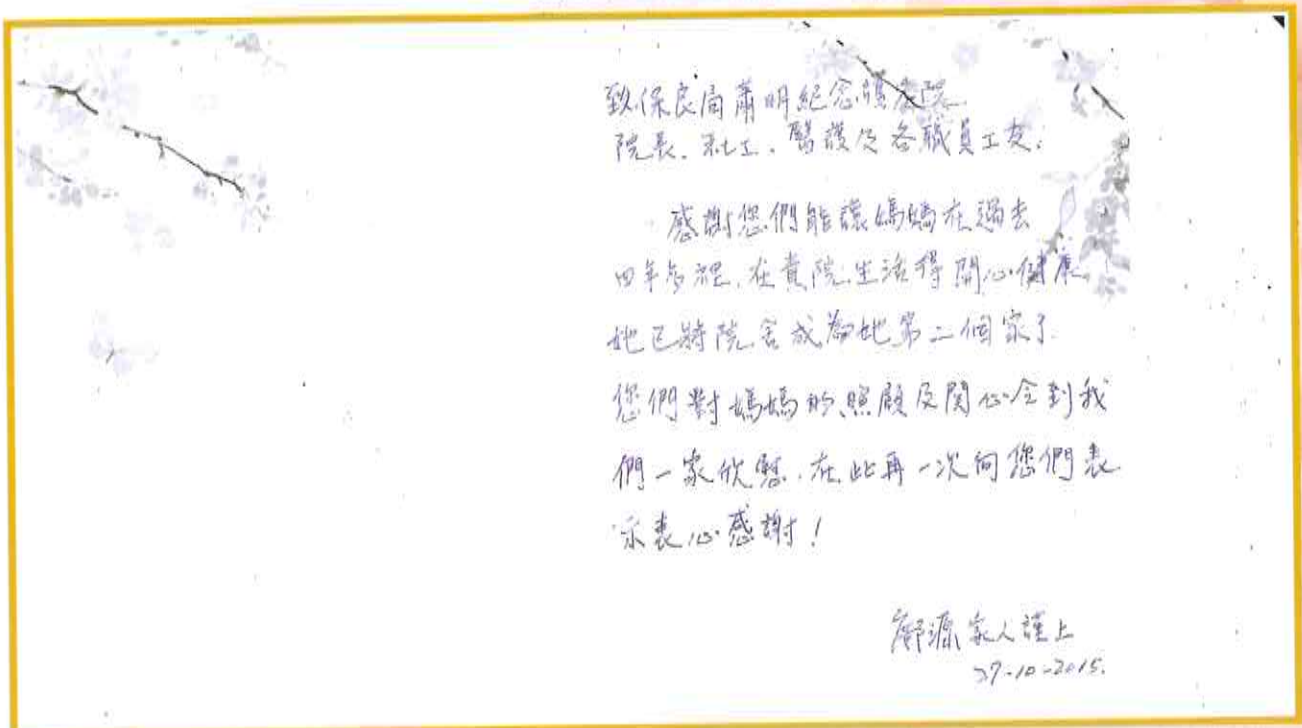 致保良局蕭明紀念護老院
院長、社工、醫護及各職員工友:
感謝您們能讓媽媽在過去
四年多裡,在貴院生活得開心健康
她已將院舍成為她第二個家了.
您們對媽媽的照顧及關心令到我
們一家欣慰.在此再一次向您們表
示衷心感謝!
源家人謹上
27-10-2015.